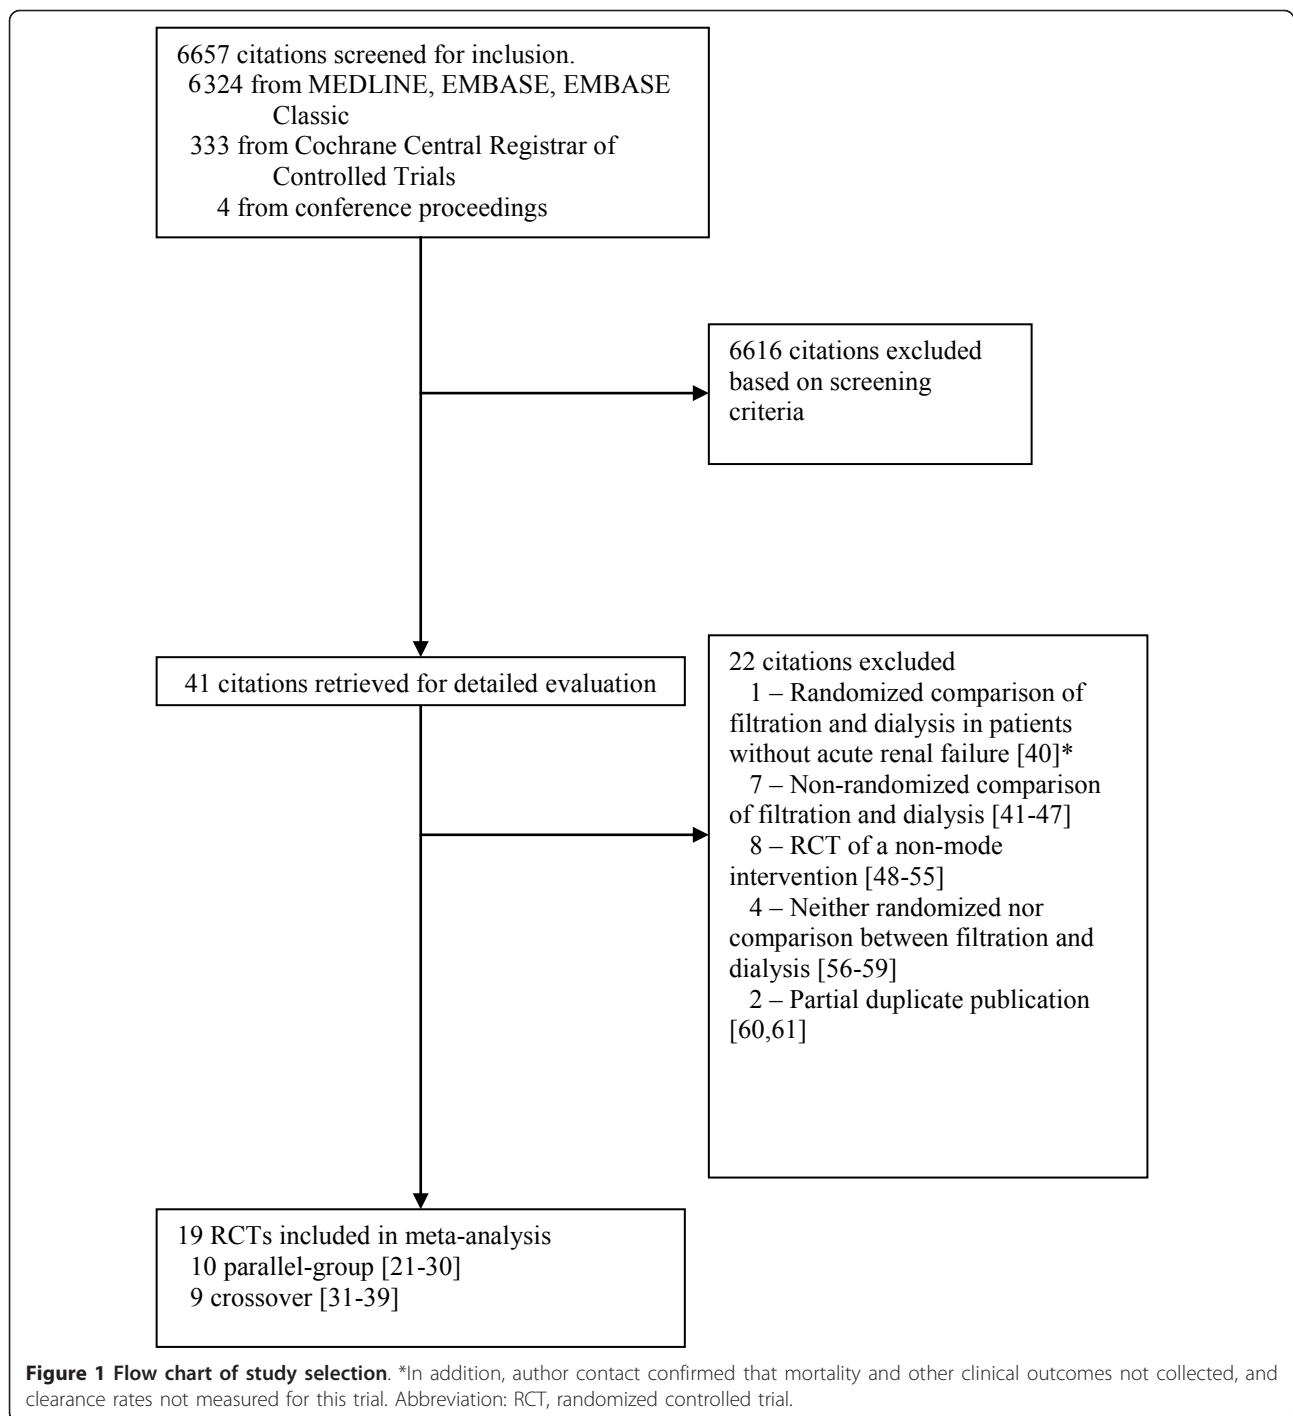 6657 citations screened for inclusion.
6324 from MEDLINE, EMBASE, EMBASE
Classic
333 from Cochrane Central Registrar of
Controlled Trials
4 from conference proceedings
6616 citations excluded
based on screening
criteria
41 citations retrieved for detailed evaluation
22 citations excluded
1 – Randomized comparison of
filtration and dialysis in patients
without acute renal failure [40]*
7 – Non-randomized comparison
of filtration and dialysis [41-47]
8 – RCT of a non-mode
intervention [48-55]
4 – Neither randomized nor
comparison between filtration and
dialysis [56-59]
2 – Partial duplicate publication
[60,61]
19 RCTs included in meta-analysis
10 parallel-group [21-30]
9 crossover [31-39]
Figure 1 Flow chart of study selection. *In addition, author contact confirmed that mortality and other clinical outcomes not collected, and
clearance rates not measured for this trial. Abbreviation: RCT, randomized controlled trial.